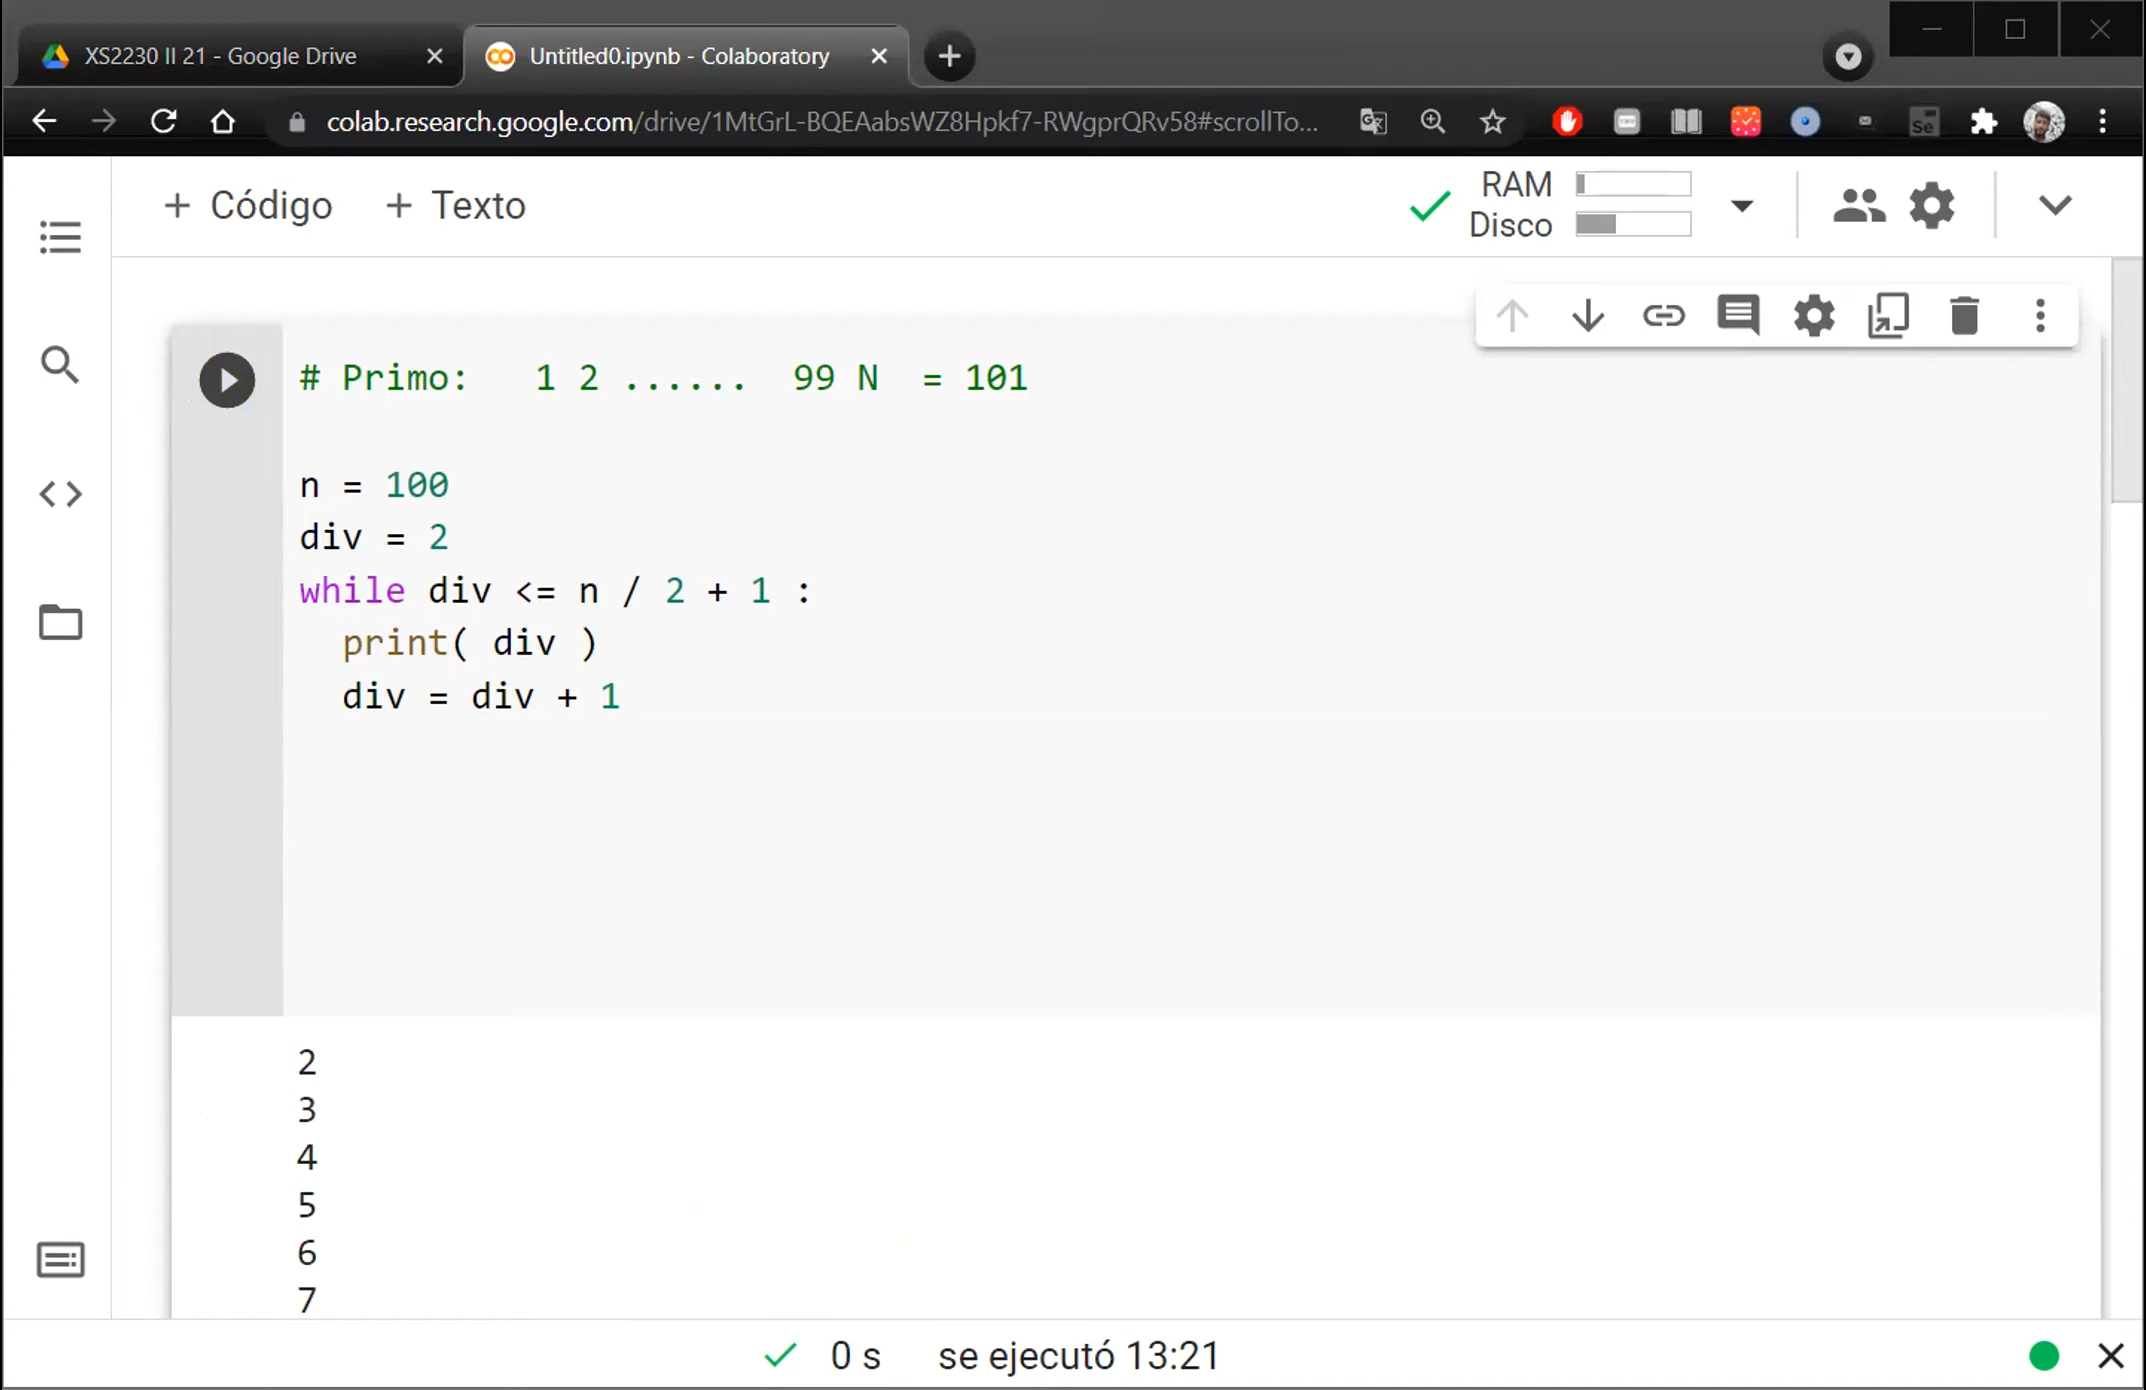 XS2230 II 21 - Google Drive
Untitled0.ipynb - Colaboratory
colab.research.google.com/drive/1MtGrL-BQEAabsWZ8Hpkf7-RWgprQRv58#scrollTo...
+ Código + Texto
RAM
Disco
# Primo: 1 2 ...... 99 N = 101
n = 100
div = 2
while div <= n / 2 + 1 :
print( div )
div = div + 1
2
3
4
5
6
7
0 s se ejecutó 13:21